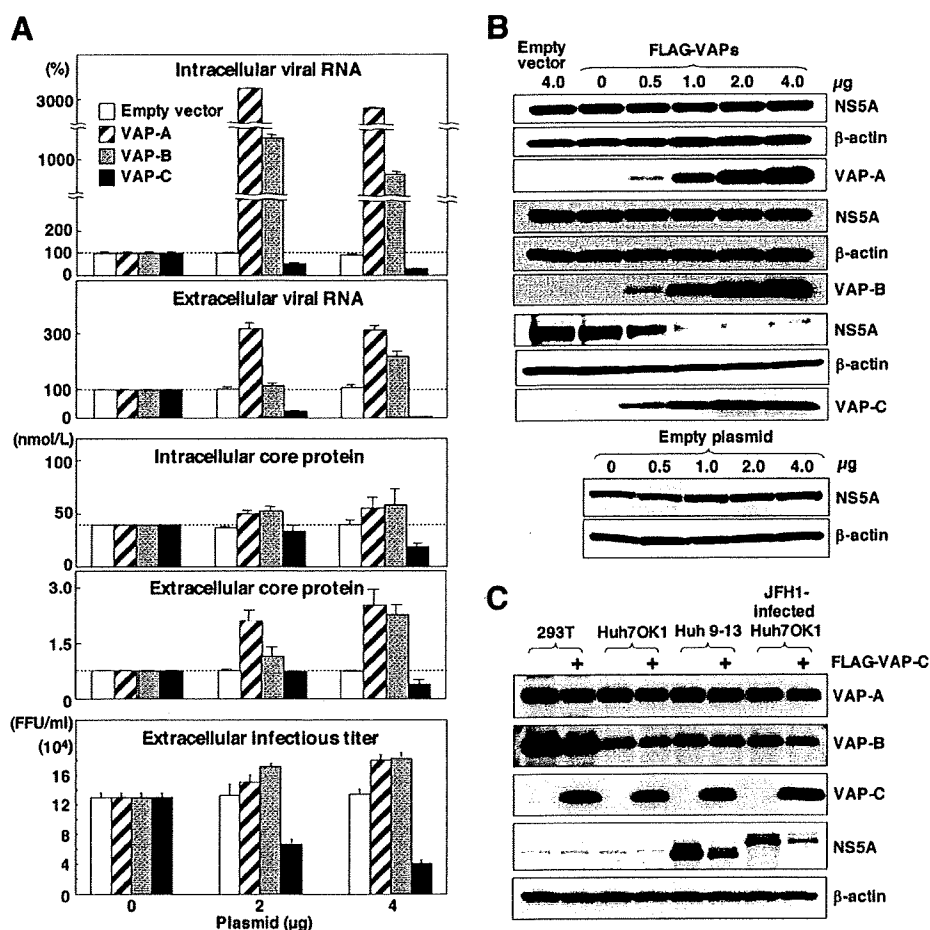 A
(%)
Intracellular viral RNA
3000
Empty vector
VAP-A
VAP-B
VAP-C
1000
200
100
0
Extracellular viral RNA
300
100
0
(nmol/L)
Intracellular core protein
100
50
0
Extracellular core protein
3.0
1.5
0
(FFU/ml)
(10⁴)
Extracellular infectious titer
16
12
8
4
0
0 2 4
Plasmid (µg)
B
Empty vector
FLAG-VAPs
4.0 0 0.5 1.0 2.0 4.0 µg
NS5A
β-actin
VAP-A
NS5A
β-actin
VAP-B
NS5A
β-actin
VAP-C
Empty plasmid
0 0.5 1.0 2.0 4.0 µg
NS5A
β-actin
C
293T Huh7OK1 Huh 9-13 JFH1-infected Huh7OK1
+ + + + FLAG-VAP-C
VAP-A
VAP-B
VAP-C
NS5A
β-actin